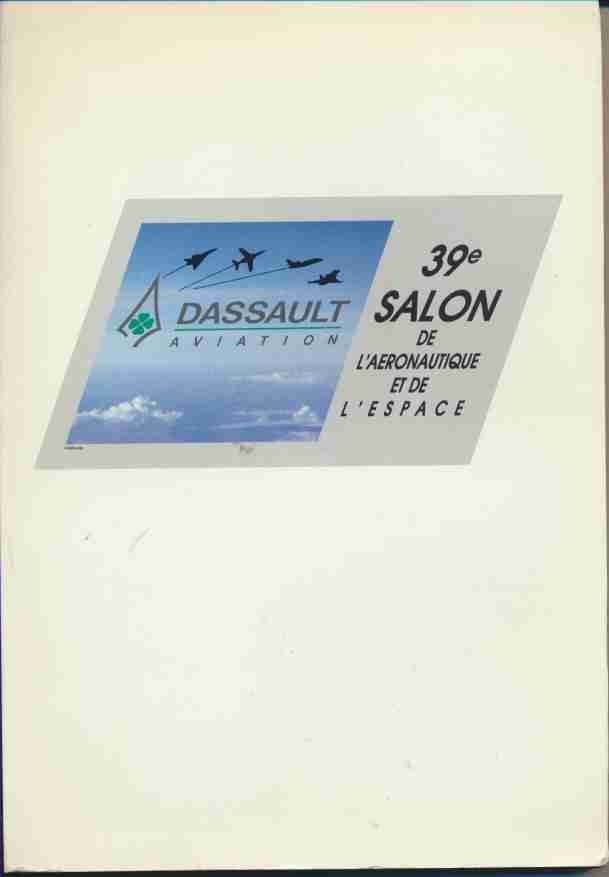 DASSAULT
AVIATION
39e
SALON
DE
L'AERONAUTIQUE
ET DE
L'ESPACE